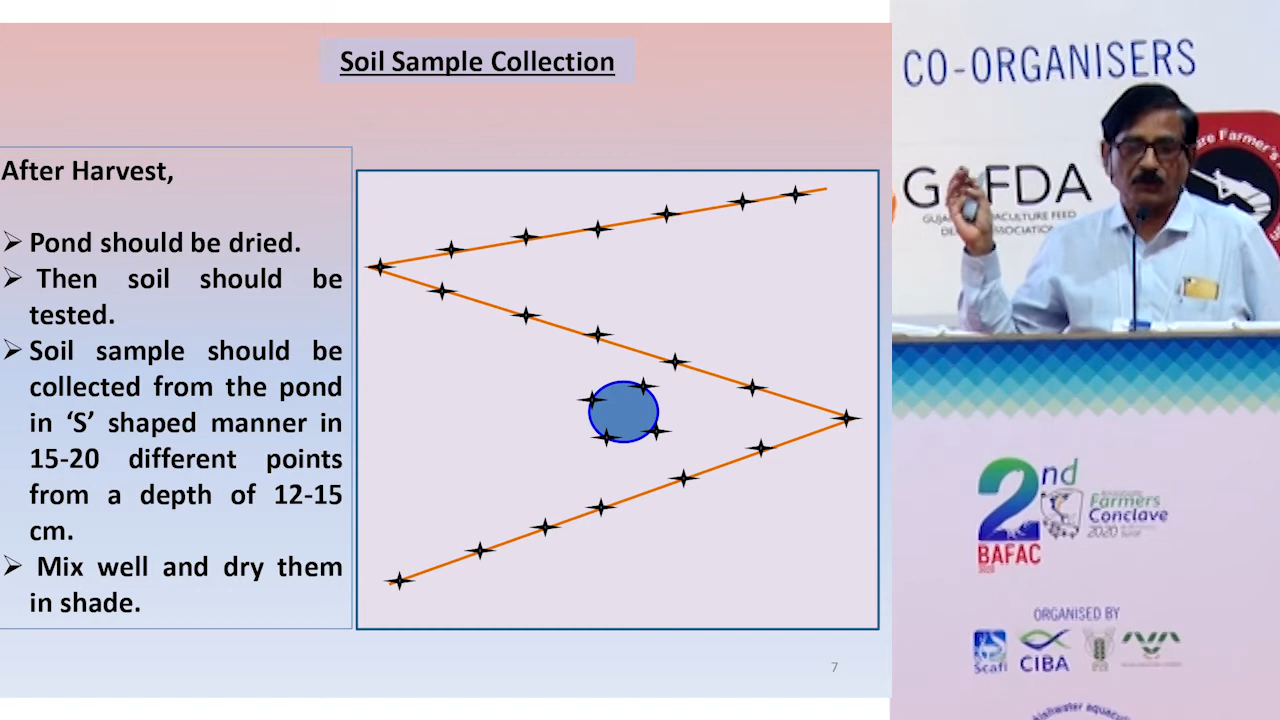 Soil Sample Collection
After Harvest,
➢ Pond should be dried.
➢ Then soil should be
tested.
➢ Soil sample should be
collected from the pond
in ‘S’ shaped manner in
15-20 different points
from a depth of 12-15
cm.
➢ Mix well and dry them
in shade.
7
CO-ORGANISERS
2nd
Farmers
Conclave
2020
BAFAC
ORGANISED BY
Scafi
CIBA